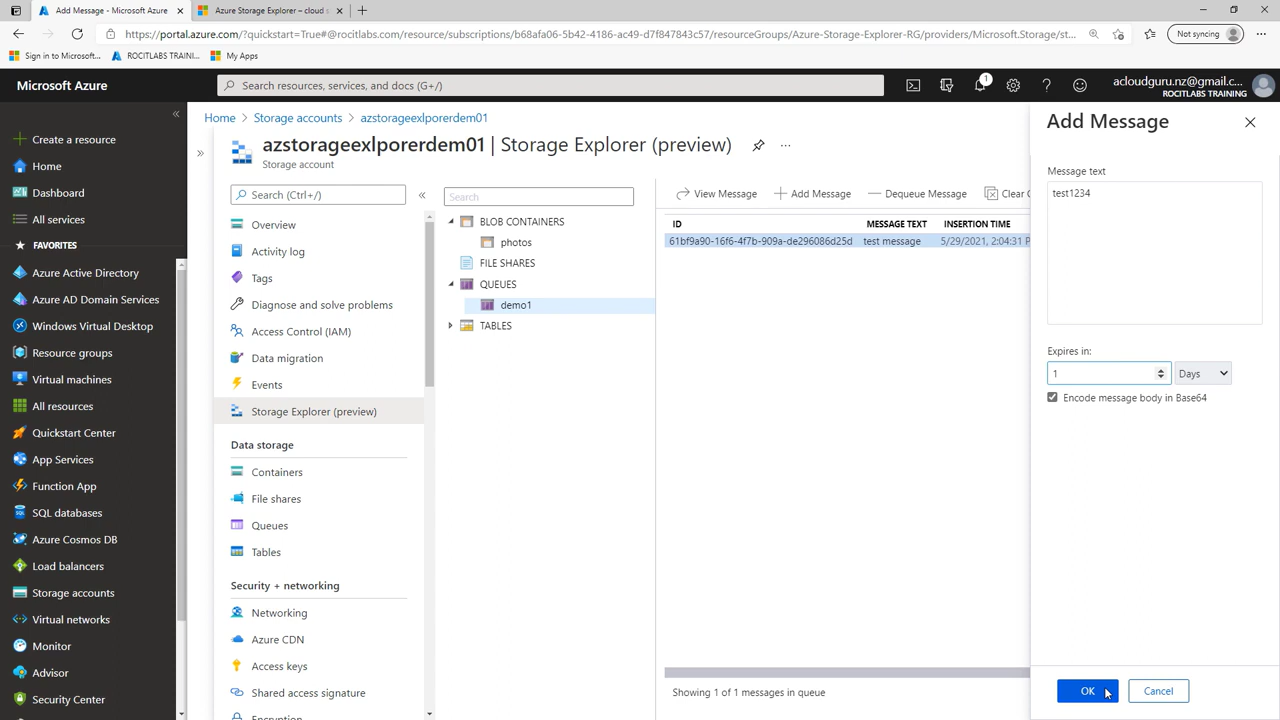 Add Message - Microsoft Azure
Azure Storage Explorer – cloud s
https://portal.azure.com/?quickstart=True#@rocitlabs.com/resource/subscriptions/b68afa06-5b42-4186-ac49-d7f847843c57/resourceGroups/Azure-Storage-Explorer-RG/providers/Microsoft.Storage/st...
Not syncing
Sign in to Microsoft...
ROCITLABS TRAINI...
My Apps
Microsoft Azure
Search resources, services, and docs (G+/)
1
acloudguru.nz@gmail.c...
ROCITLABS TRAINING
Create a resource
Home
Dashboard
All services
FAVORITES
Azure Active Directory
Azure AD Domain Services
Windows Virtual Desktop
Resource groups
Virtual machines
All resources
Quickstart Center
App Services
Function App
SQL databases
Azure Cosmos DB
Load balancers
Storage accounts
Virtual networks
Monitor
Advisor
Security Center
Home > Storage accounts > azstorageexlporerdem01
azstorageexlporerdem01 | Storage Explorer (preview)
Storage account
Search (Ctrl+/)
Overview
Activity log
Tags
Diagnose and solve problems
Access Control (IAM)
Data migration
Events
Storage Explorer (preview)
Data storage
Containers
File shares
Queues
Tables
Security + networking
Networking
Azure CDN
Access keys
Shared access signature
Encryption
Search
BLOB CONTAINERS
photos
FILE SHARES
QUEUES
demo1
TABLES
View Message
Add Message
Dequeue Message
Clear
ID MESSAGE TEXT INSERTION TIME
61bf9a90-16f6-4f7b-909a-de296086d25d test message 5/29/2021, 2:04:31 P
Showing 1 of 1 messages in queue
Add Message
Message text
test1234
Expires in:
1
Days
Encode message body in Base64
OK
Cancel